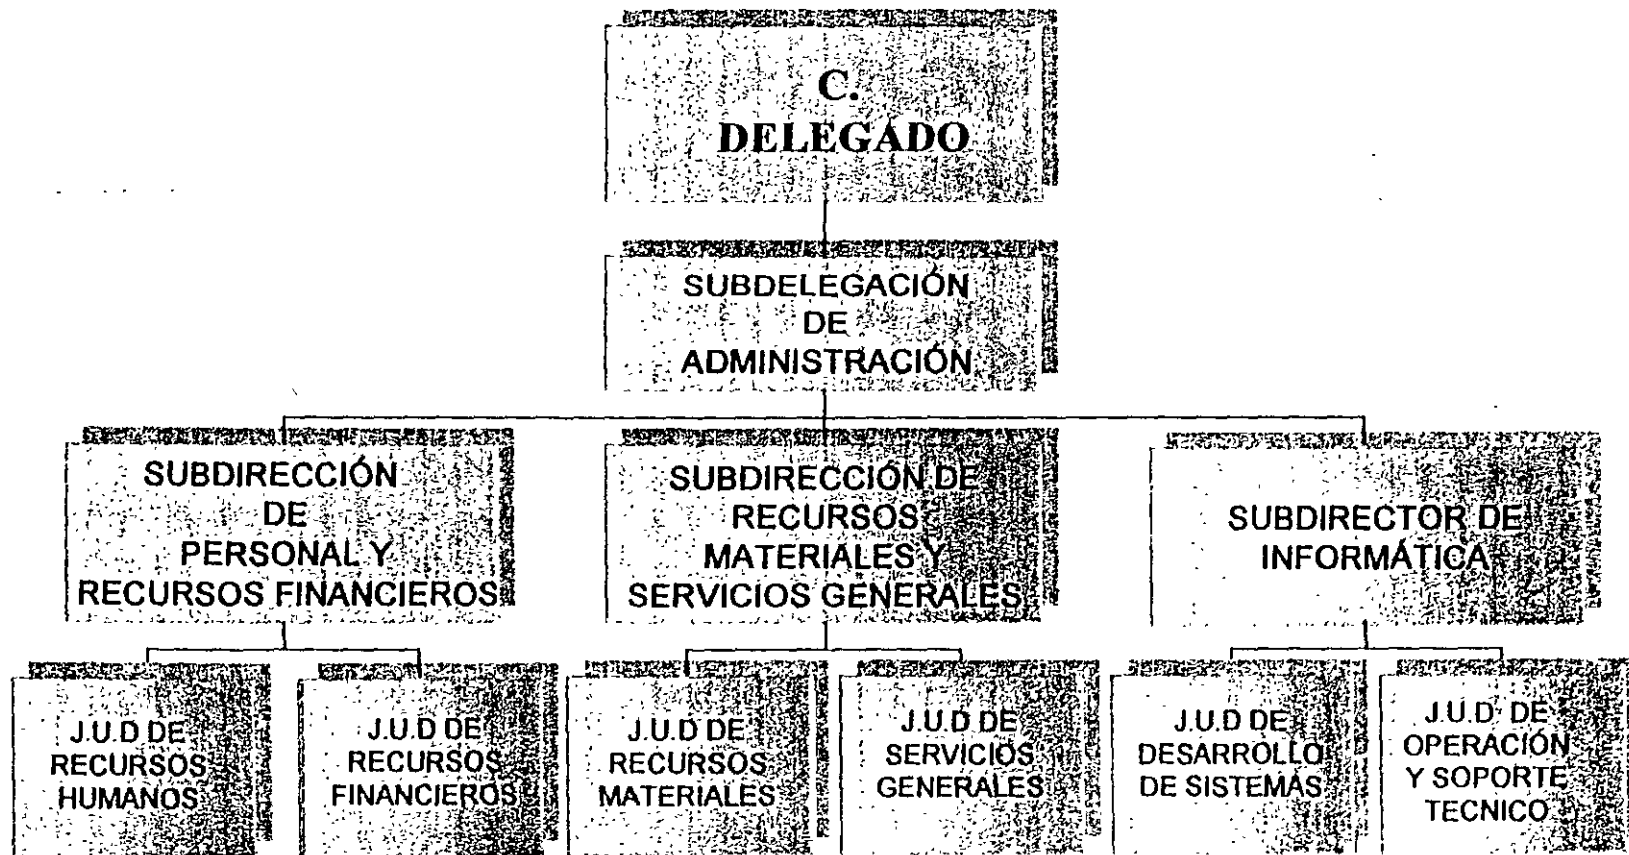 C.
DELEGADO
SUBDELEGACIÓN
DE
ADMINISTRACIÓN
SUBDIRECCIÓN
DE
PERSONAL Y
RECURSOS FINANCIEROS
SUBDIRECCIÓN DE
RECURSOS
MATERIALES Y
SERVICIOS GENERALES
SUBDIRECTOR DE
INFORMÁTICA
J.U.D DE
RECURSOS
HUMANOS
J.U.D DE
RECURSOS
FINANCIEROS
J.U.D DE
RECURSOS
MATERIALES
J.U.D DE
SERVICIOS
GENERALES
J.U.D DE
DESARROLLO
DE SISTEMAS
J.U.D DE
OPERACIÓN
Y SOPORTE
TECNICO